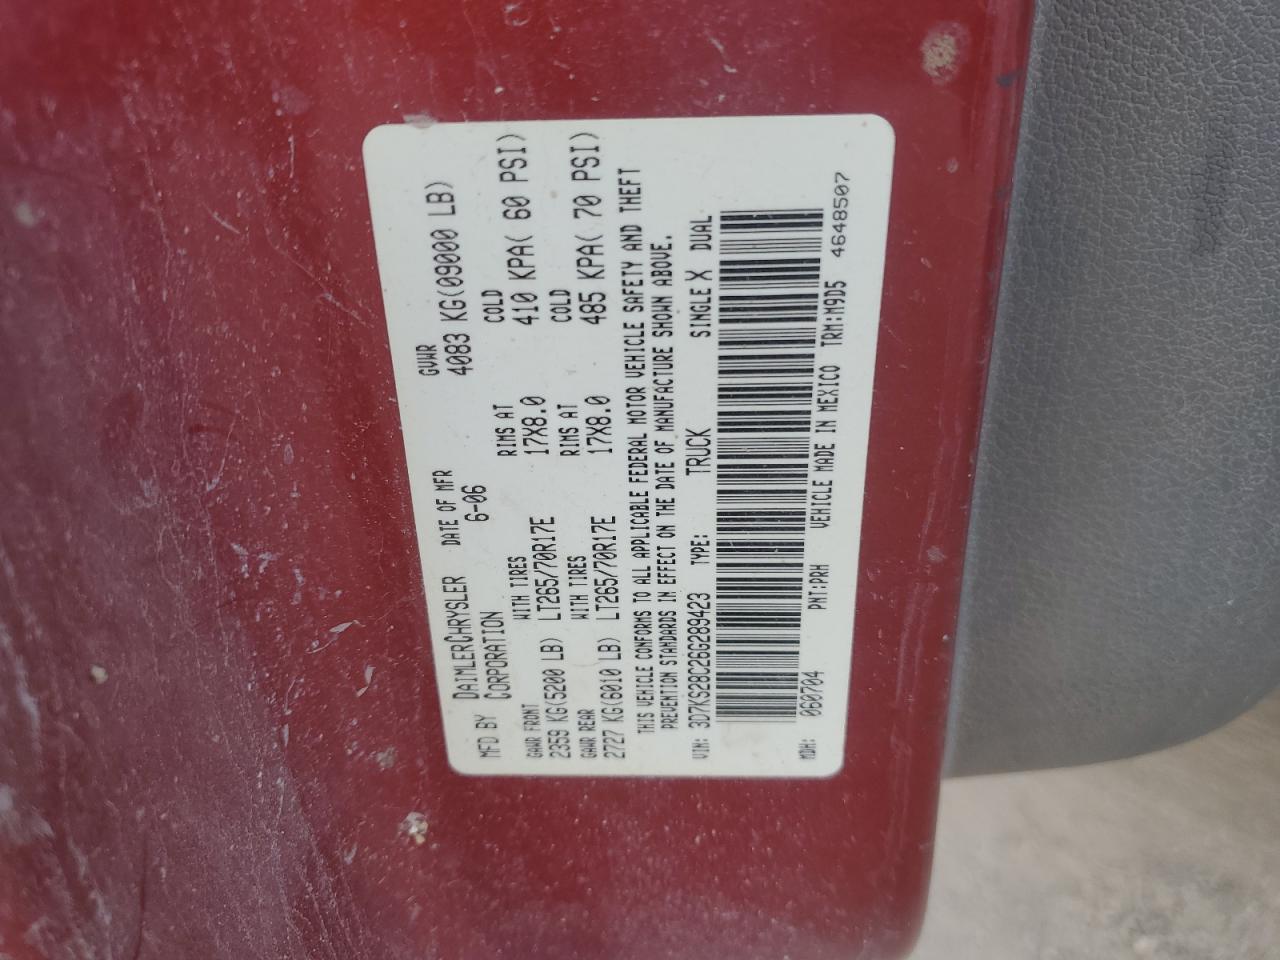 MFD BY DAIMLERCHRYSLER CORPORATION DATE OF MFR 6-06 GVWR 4083 KG(09000 LB)
GAWR FRONT WITH TIRES RIMS AT COLD
2359 KG(5200 LB) LT265/70R17E 17X8.0 410 KPA( 60 PSI)
GAWR REAR WITH TIRES RIMS AT COLD
2727 KG(6010 LB) LT265/70R17E 17X8.0 485 KPA( 70 PSI)
THIS VEHICLE CONFORMS TO ALL APPLICABLE FEDERAL MOTOR VEHICLE SAFETY AND THEFT
PREVENTION STANDARDS IN EFFECT ON THE DATE OF MANUFACTURE SHOWN ABOVE.
VIN: 3D7KS28C26G289423 TYPE: TRUCK SINGLE X DUAL
MDH: 060704 PNT:PRH VEHICLE MADE IN MEXICO TRM:M9D5 4648507